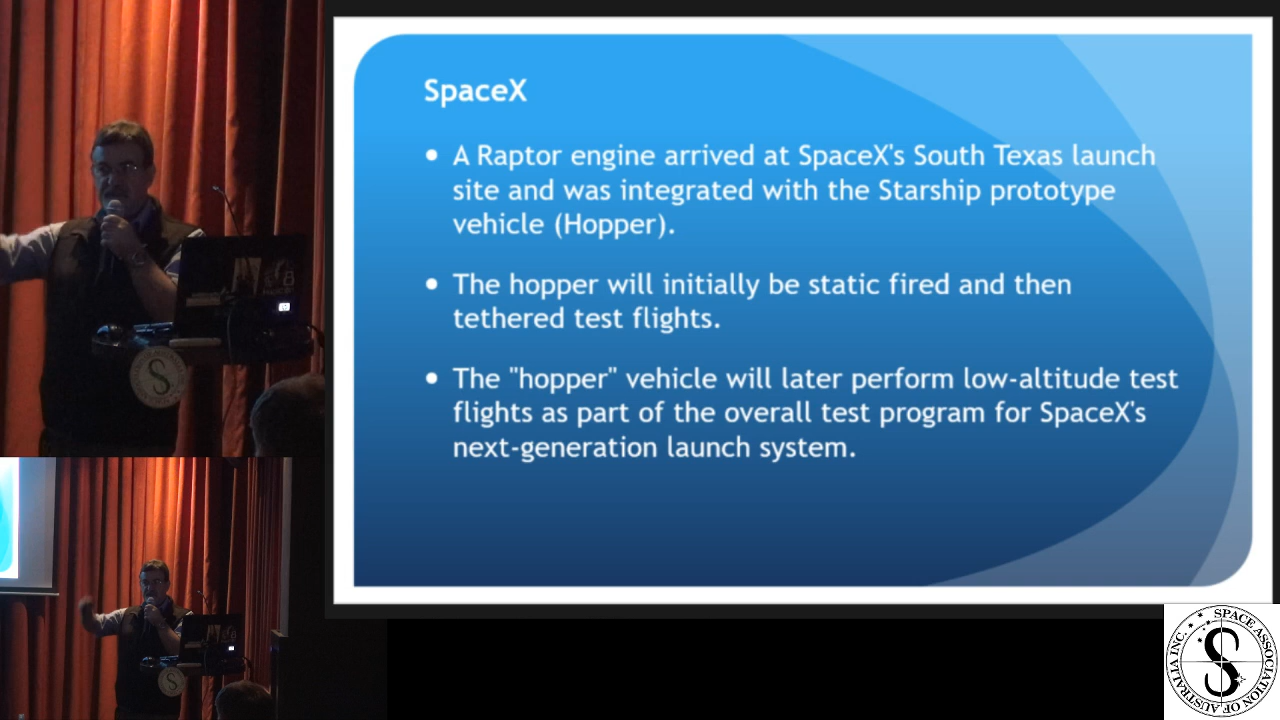 SpaceX
• A Raptor engine arrived at SpaceX's South Texas launch
site and was integrated with the Starship prototype
vehicle (Hopper).
• The hopper will initially be static fired and then
tethered test flights.
• The "hopper" vehicle will later perform low-altitude test
flights as part of the overall test program for SpaceX's
next-generation launch system.
SPACE ASSOCIATION OF AUSTRALIA INC.
S